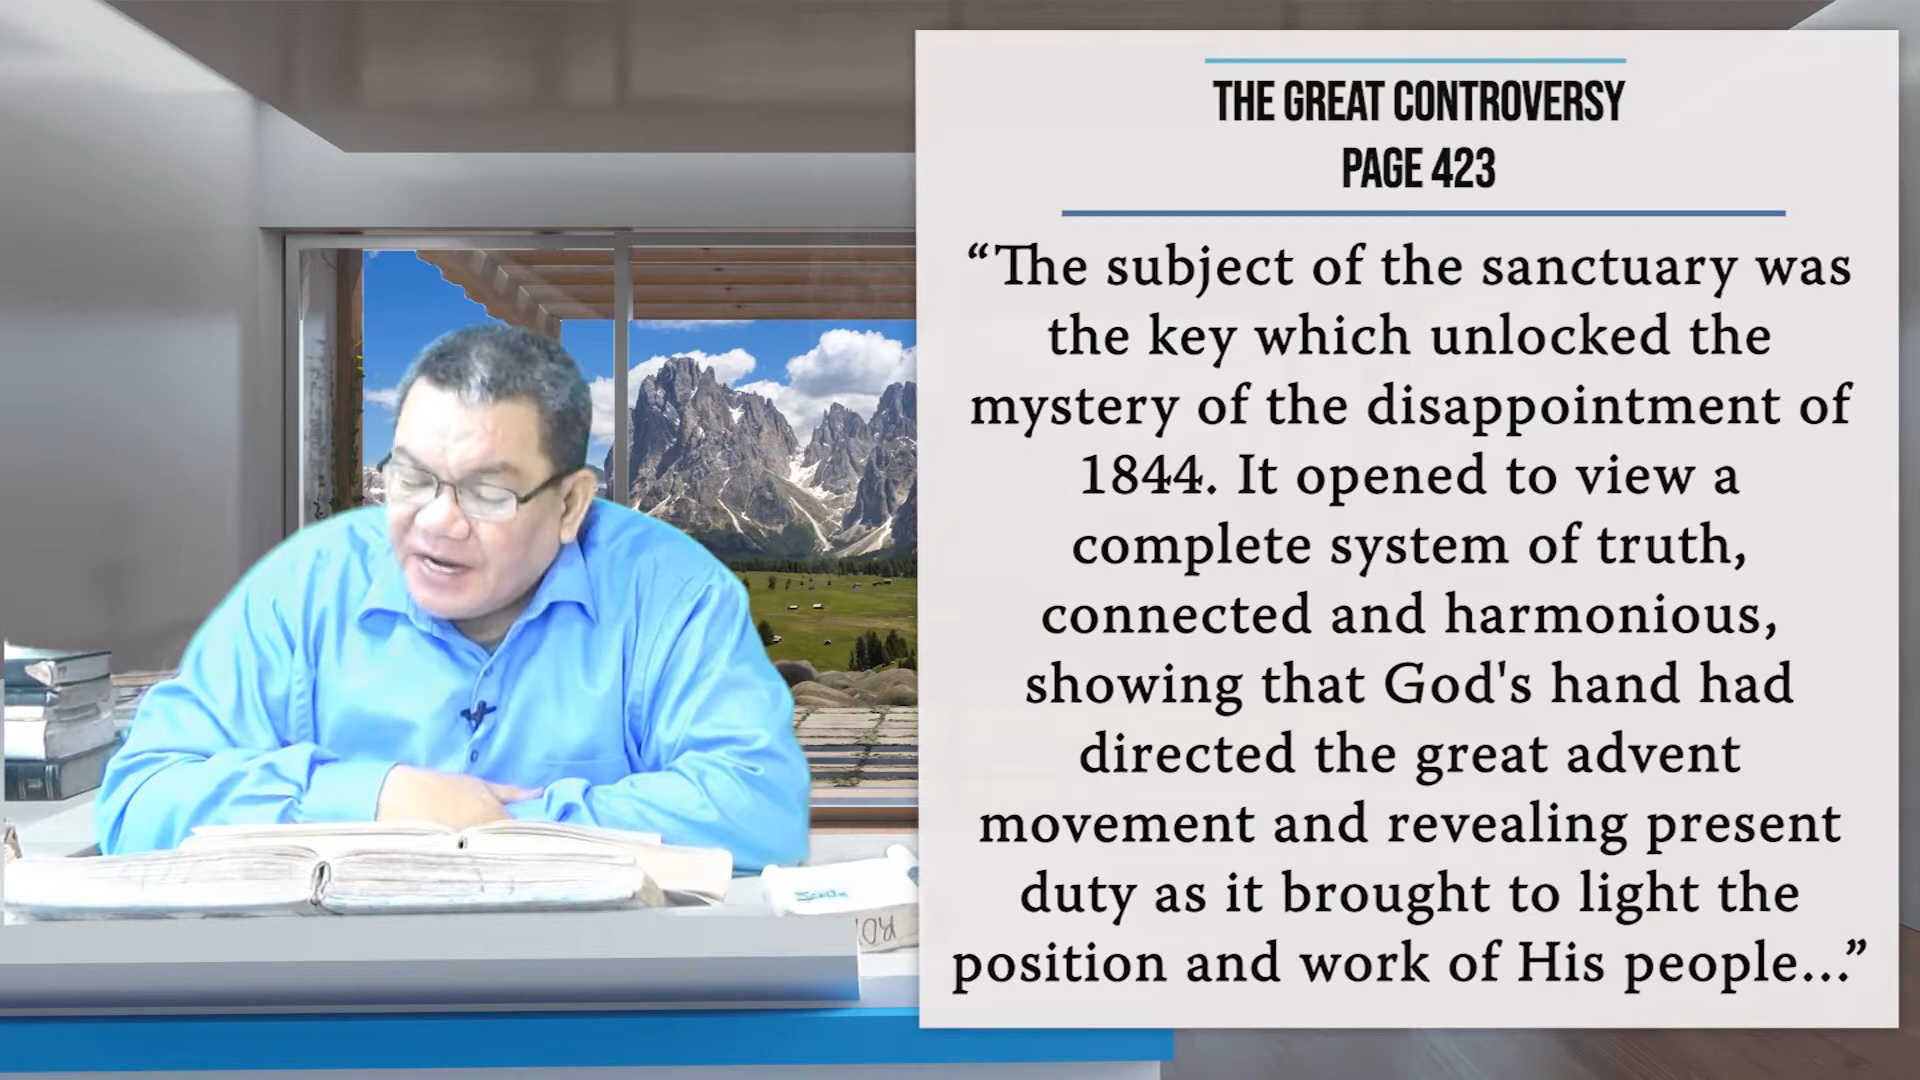 THE GREAT CONTROVERSY
PAGE 423
“The subject of the sanctuary was
the key which unlocked the
mystery of the disappointment of
1844. It opened to view a
complete system of truth,
connected and harmonious,
showing that God's hand had
directed the great advent
movement and revealing present
duty as it brought to light the
position and work of His people...”